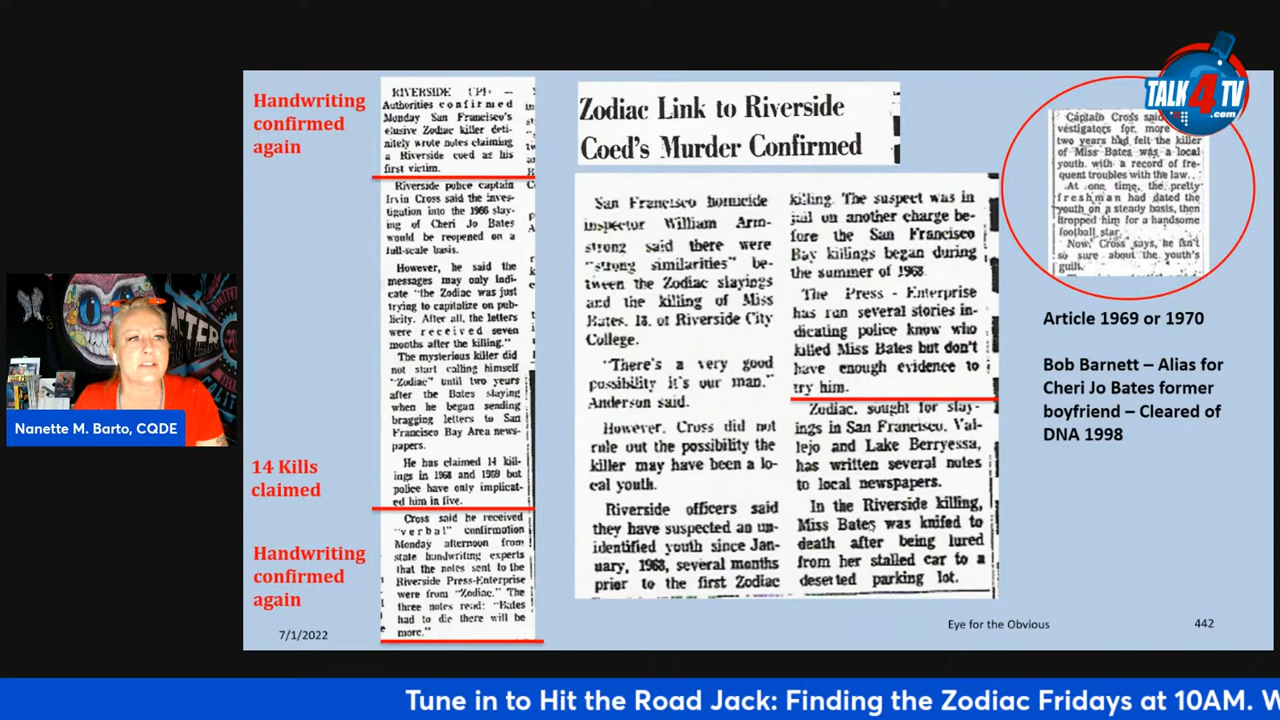 TALK4TV
.com
Handwriting
confirmed
again
RIVERSIDE (UPI) —
Authorities confirmed
Monday San Francisco's
elusive Zodiac killer defi-
nitely wrote notes claiming
a Riverside coed as his
first victim.
Riverside police captain
Irvin Cross said the inves-
tigation into the 1966 slay-
ing of Cheri Jo Bates
would be reopened on a
full-scale basis.
However, he said the
messages may only indi-
cate "the Zodiac was just
trying to capitalize on pub-
licity. After all, the letters
were received seven
months after the killing."
The mysterious killer did
not start calling himself
"Zodiac" until two years
after the Bates slaying
when he began sending
bragging letters to San
Francisco Bay Area news-
papers.
14 Kills
claimed
He has claimed 14 kill-
ings in 1968 and 1969 but
police have only implicat-
ed him in five.
Handwriting
confirmed
again
Cross said he received
"verbal" confirmation
Monday afternoon from
state handwriting experts
that the notes sent to the
Riverside Press-Enterprise
were from "Zodiac." The
three notes read: "Bates
had to die there will be
more."
Zodiac Link to Riverside
Coed's Murder Confirmed
San Francisco homicide
inspector William Arm-
strong said there were
"strong similarities" be-
tween the Zodiac slayings
and the killing of Miss
Bates, 18, of Riverside City
College.
"There's a very good
possibility it's our man."
Anderson said.
However, Cross did not
rule out the possibility the
killer may have been a lo-
cal youth.
Riverside officers said
they have suspected an un-
identified youth since Jan-
uary, 1968, several months
prior to the first Zodiac
killing. The suspect was in
jail on another charge be-
fore the San Francisco
Bay killings began during
the summer of 1968.
The Press - Enterprise
has run several stories in-
dicating police know who
killed Miss Bates but don't
have enough evidence to
try him.
Zodiac, sought for slay-
ings in San Francisco, Val-
lejo and Lake Berryessa,
has written several notes
to local newspapers.
In the Riverside killing,
Miss Bates was knifed to
death after being lured
from her stalled car to a
deserted parking lot.
Captain Cross said
vestigators for more
two years had felt the killer
of Miss Bates was a local
youth with a record of fre-
quent troubles with the law.
At one time, the pretty
freshman had dated the
youth on a steady basis, then
dropped him for a handsome
football star.
Now, Cross says, he isn't
so sure about the youth's
guilt.
Article 1969 or 1970
Bob Barnett – Alias for
Cheri Jo Bates former
boyfriend – Cleared of
DNA 1998
7/1/2022
Eye for the Obvious
442
Nanette M. Barto, CQDE
Tune in to Hit the Road Jack: Finding the Zodiac Fridays at 10AM. W